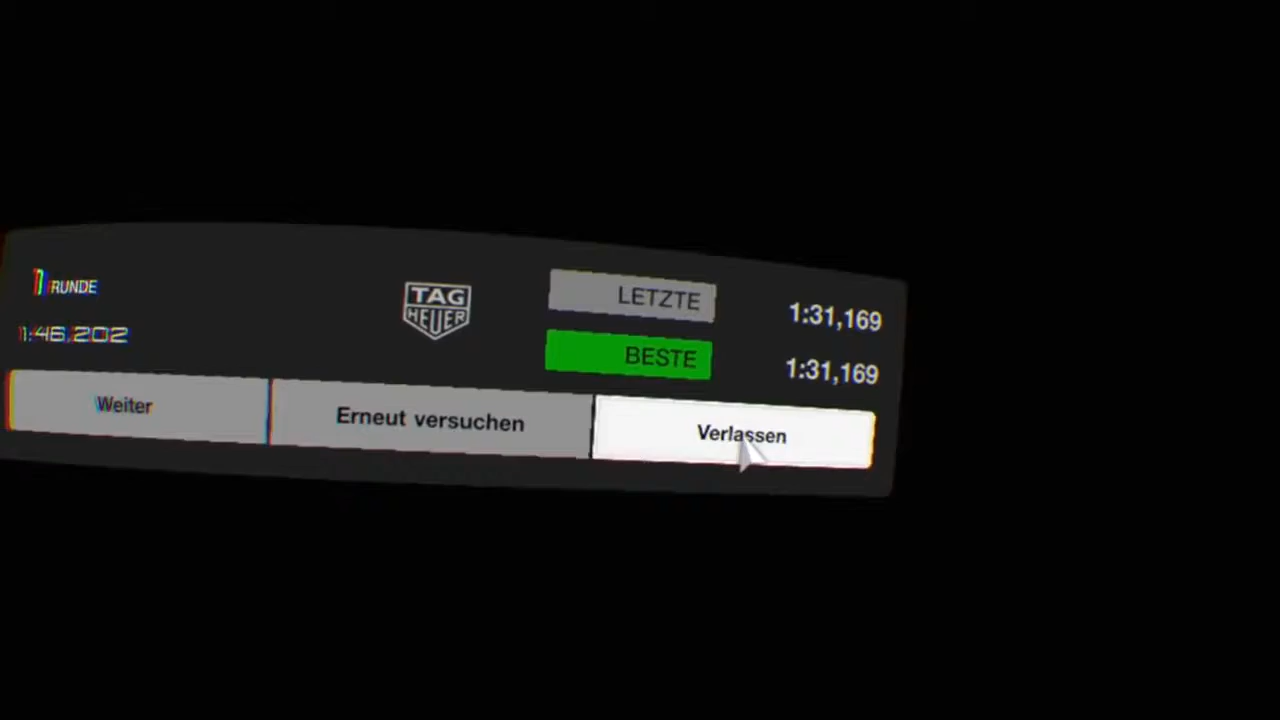 RUNDE
1:46,202
TAG
HEUER
LETZTE
1:31,169
BESTE
1:31,169
Weiter
Erneut versuchen
Verlassen